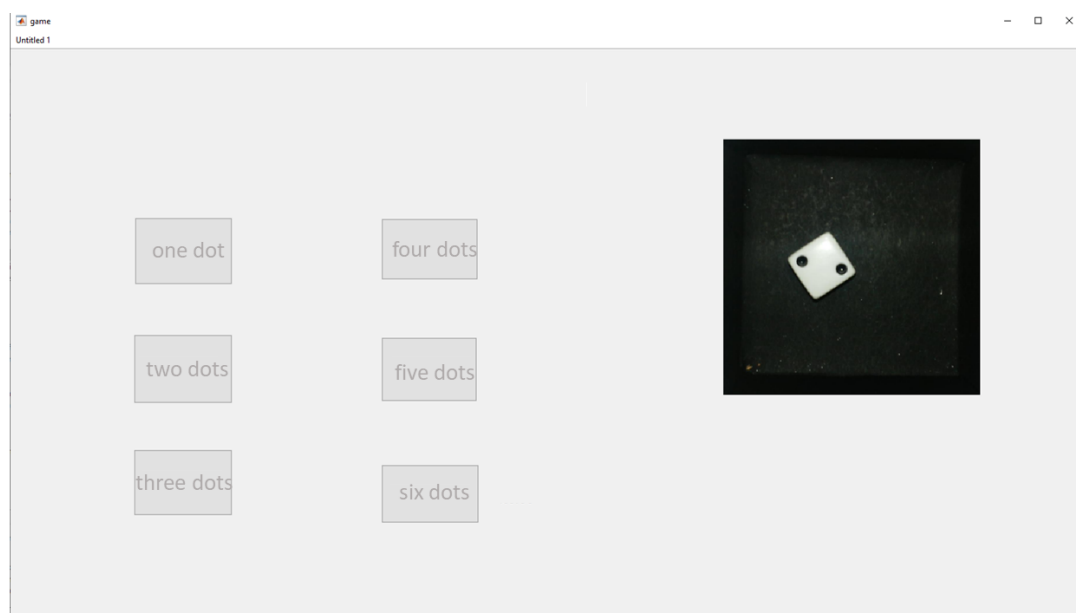 game
Untitled 1
one dot
four dots
two dots
five dots
three dots
six dots